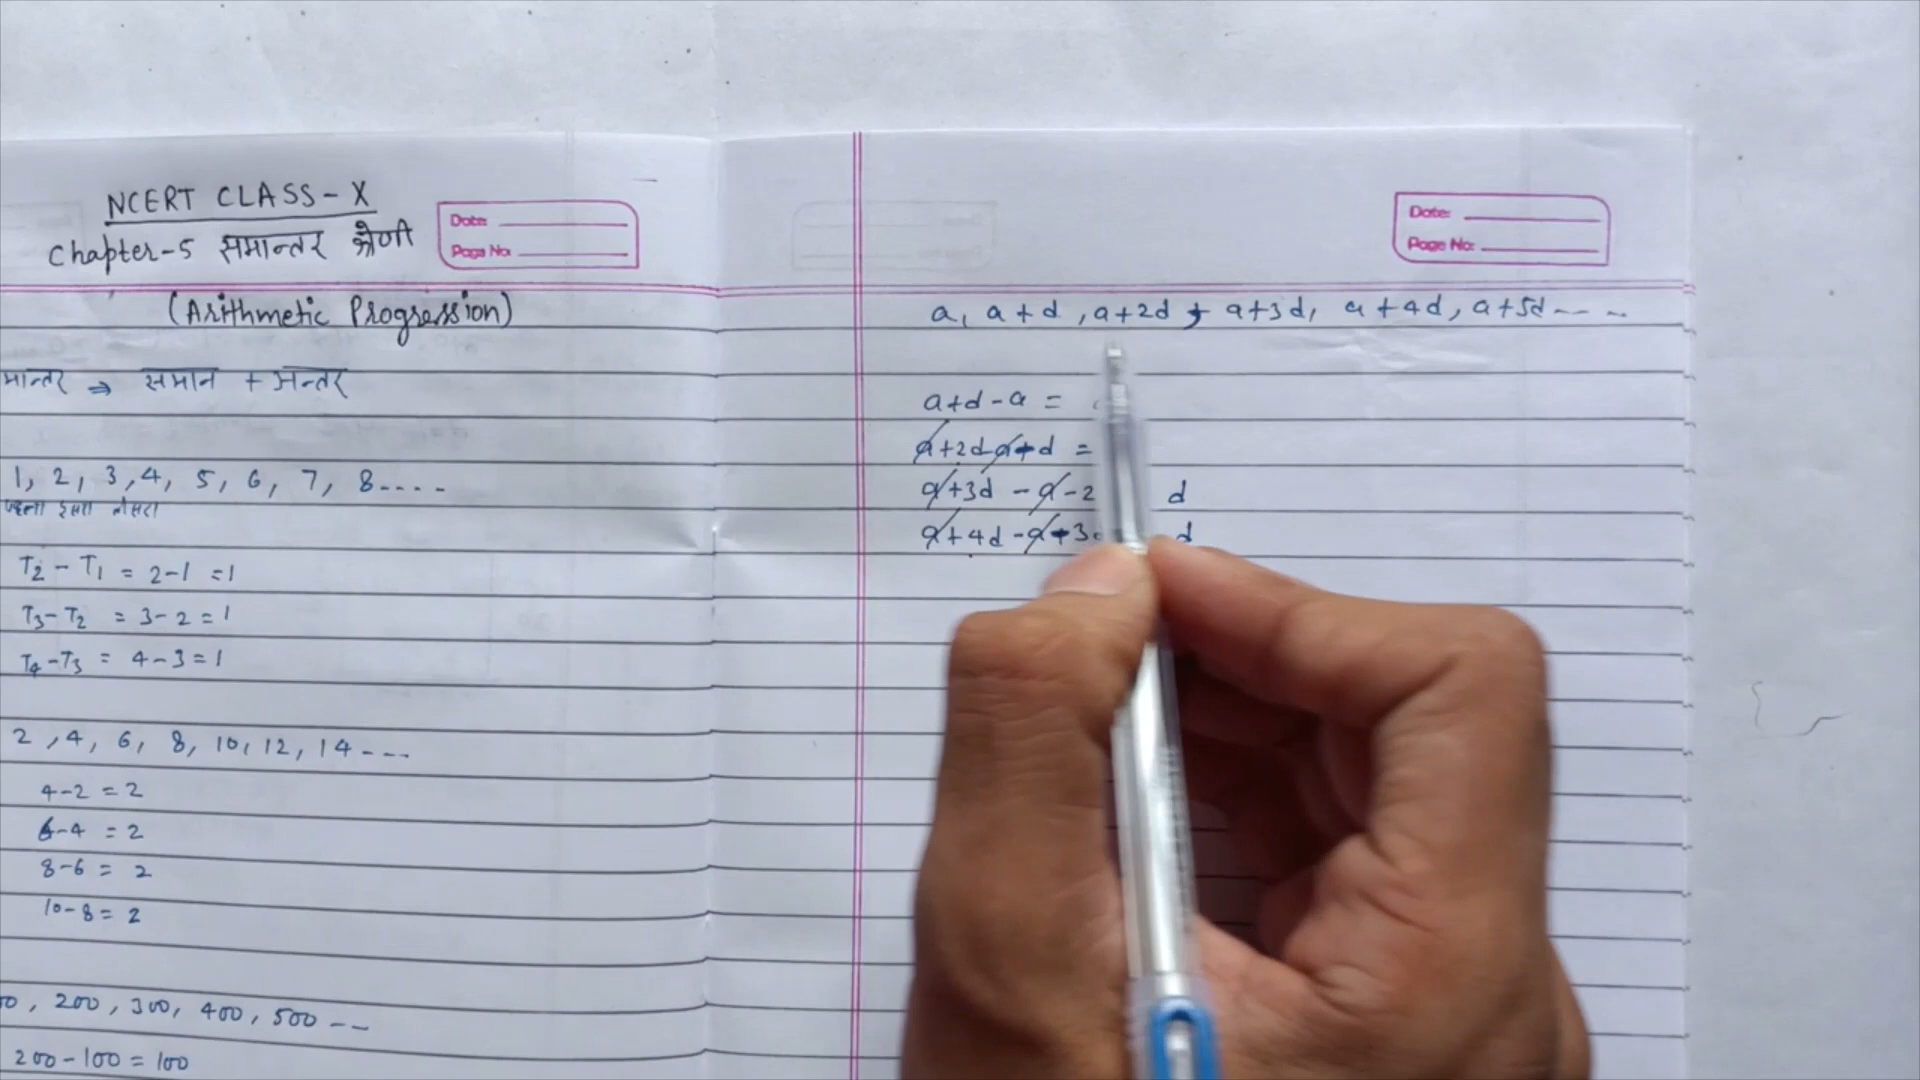 NCERT CLASS-X
Chapter-5 समान्तर श्रेणी
Date:
Page No:
(Arithmetic Progression)
मान्तर ⇒ समान + अन्तर
1, 2, 3, 4, 5, 6, 7, 8....
पहला दूसरा तीसरा
T2 - T1 = 2-1 = 1
T3 - T2 = 3-2 = 1
T4 - T3 = 4-3 = 1
2, 4, 6, 8, 10, 12, 14 ---
4-2 = 2
6-4 = 2
8-6 = 2
10-8 = 2
00, 200, 300, 400, 500 --
200-100 = 100
Date:
Page No:
a, a+d, a+2d, a+3d, a+4d, a+5d-- --
a+d-a =
a+2d-a-d =
a+3d - a-2 d
a+4d - a-3 d